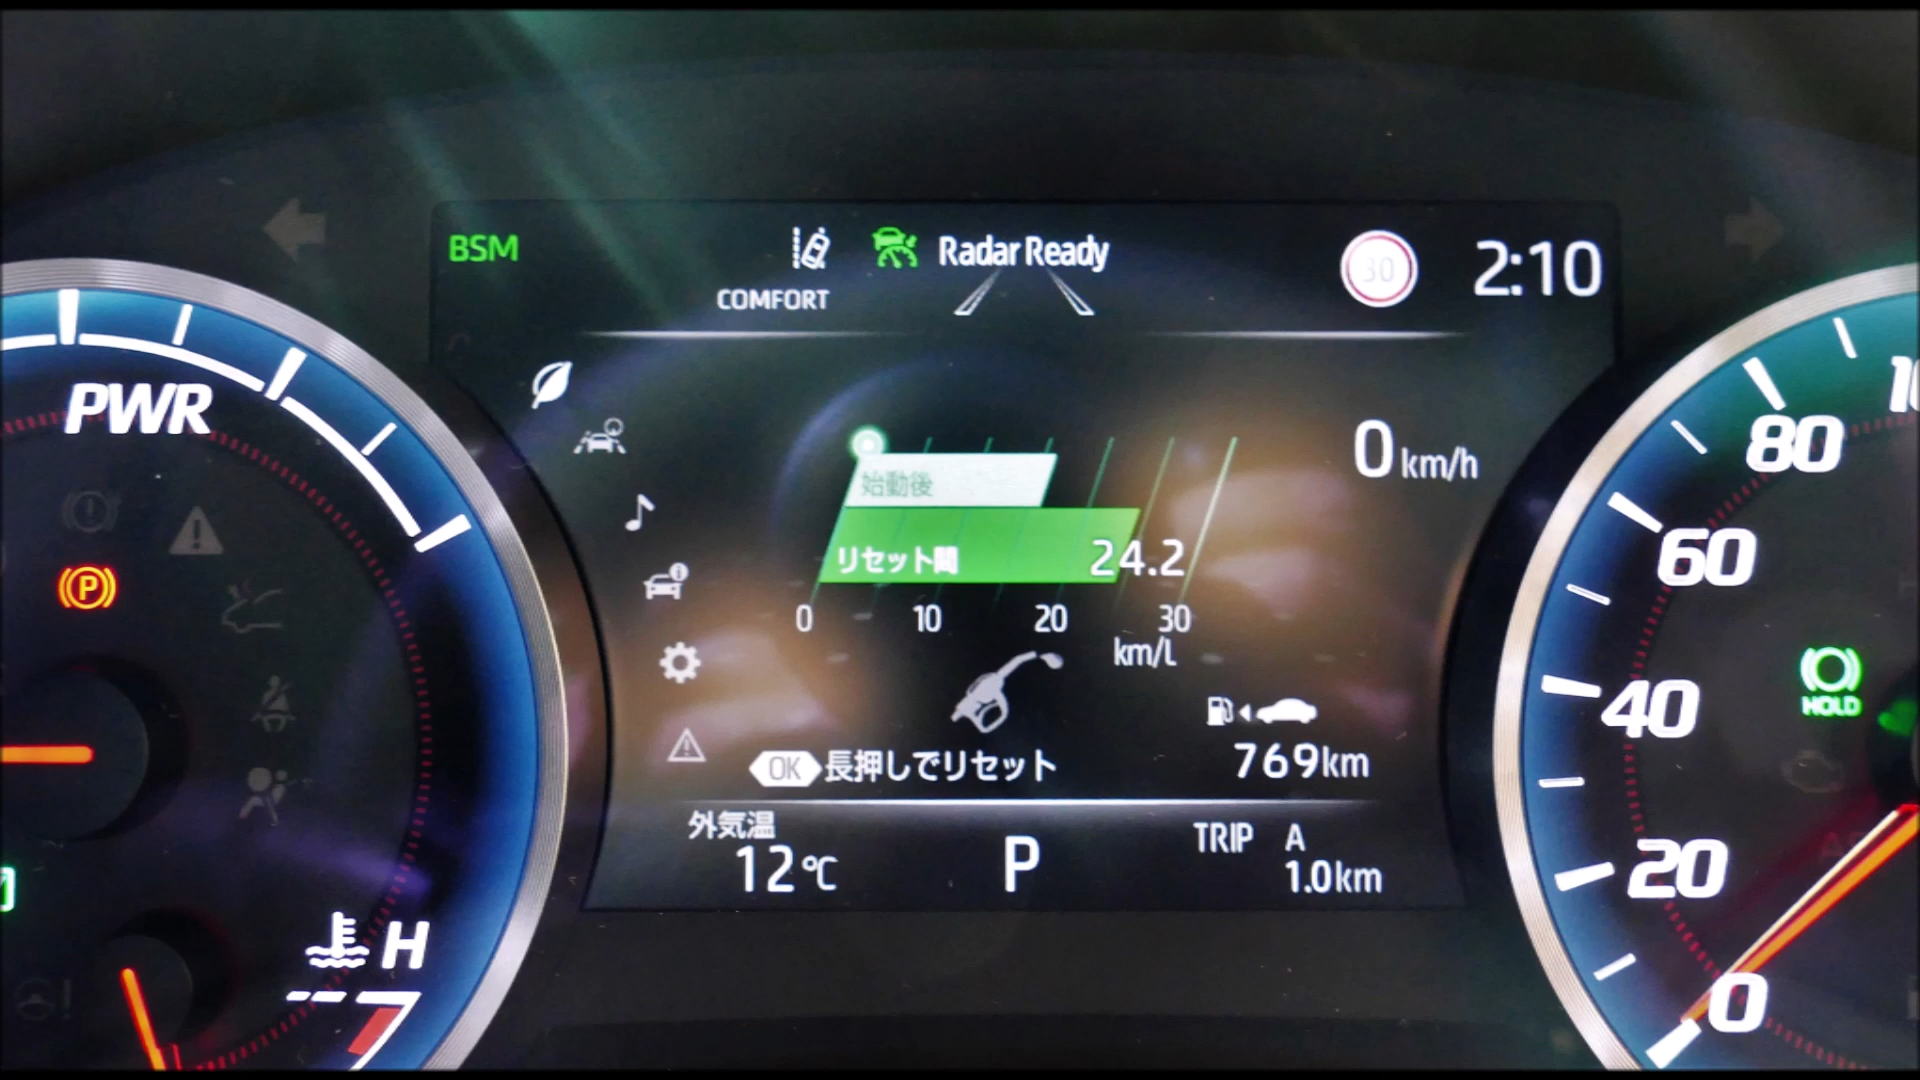 BSM
Radar Ready
30
2:10
COMFORT
PWR
始動後
0 km/h
リセット間 24.2
0 10 20 30
km/L
OK 長押しでリセット
769km
外気温
12℃
P
TRIP A
1.0km
P
H
80
60
40
20
0
HOLD